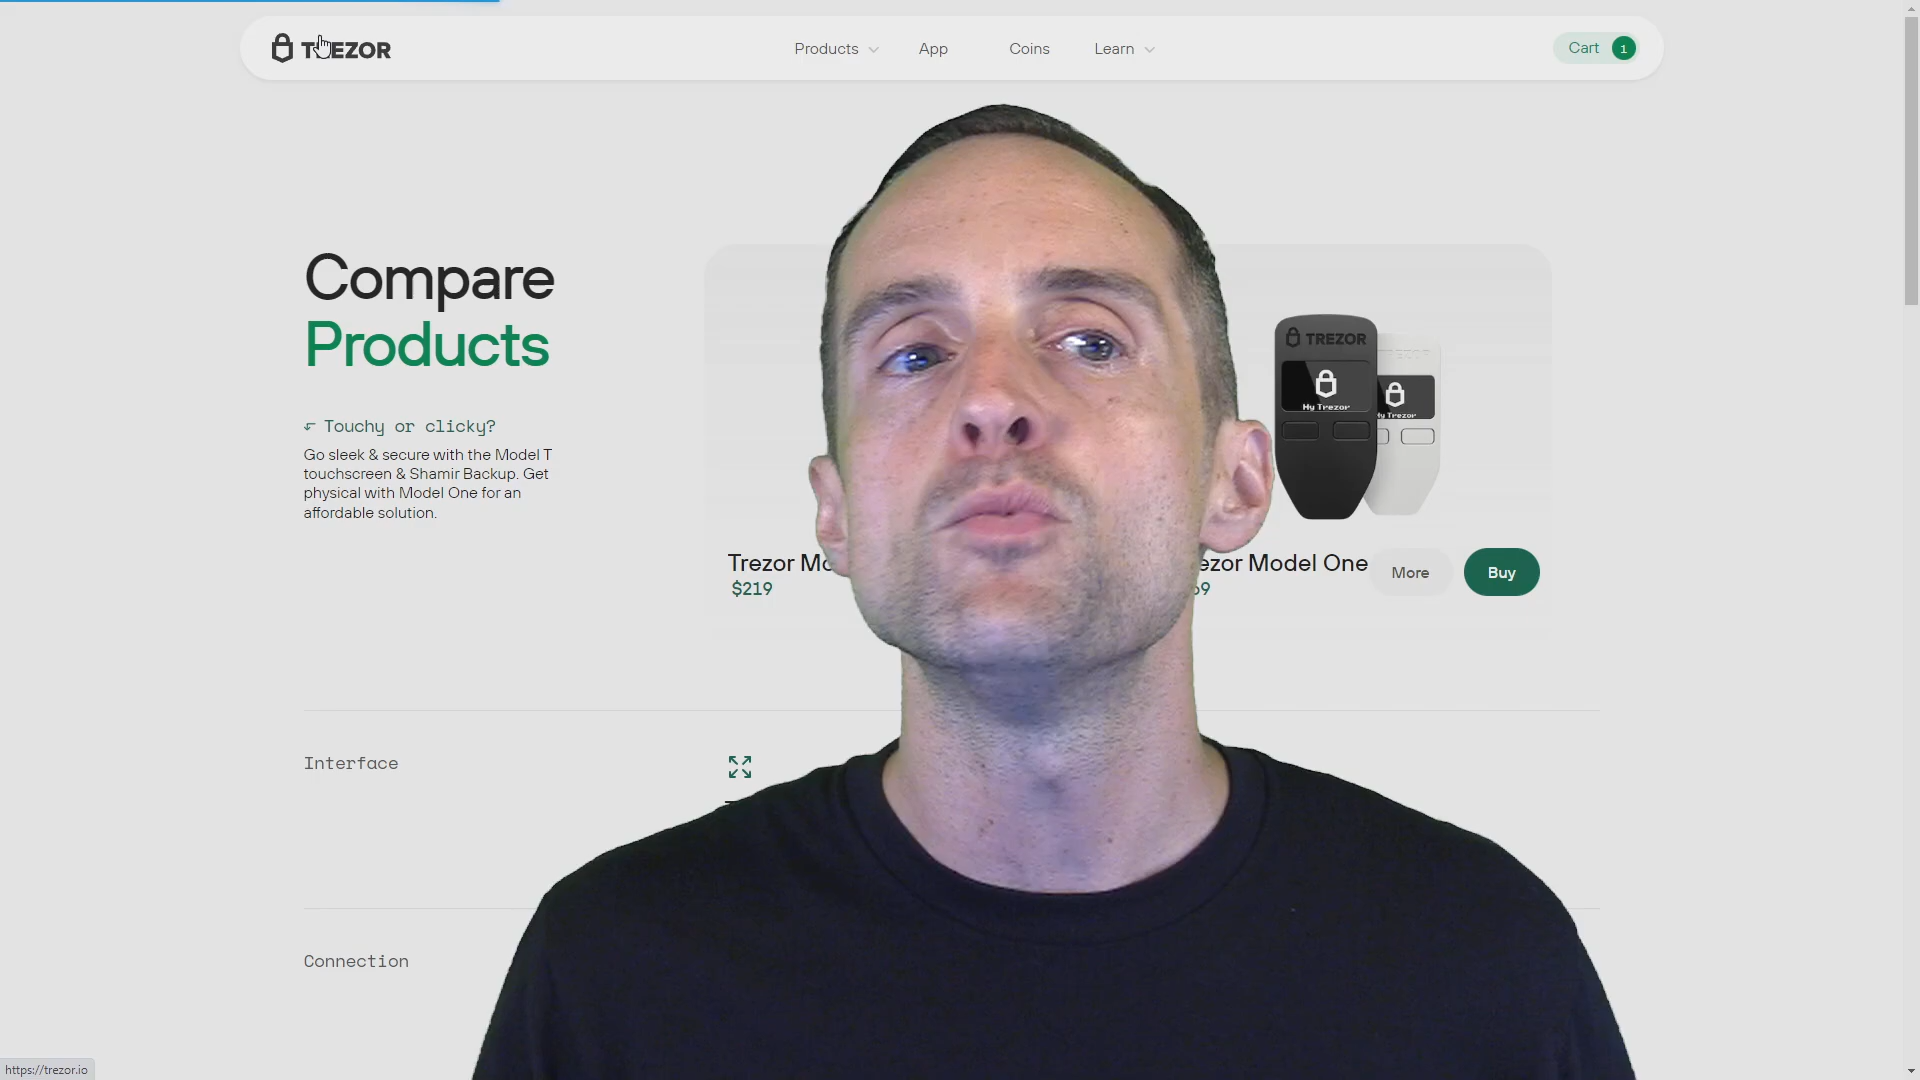 TREZOR
Products
App
Coins
Learn
Cart
1
Compare
Products
Touchy or clicky?
Go sleek & secure with the Model T
touchscreen & Shamir Backup. Get
physical with Model One for an
affordable solution.
TREZOR
My Trezor
My Trezor
Trezor
$219
Model One
More
Buy
Interface
Connection
https://trezor.io